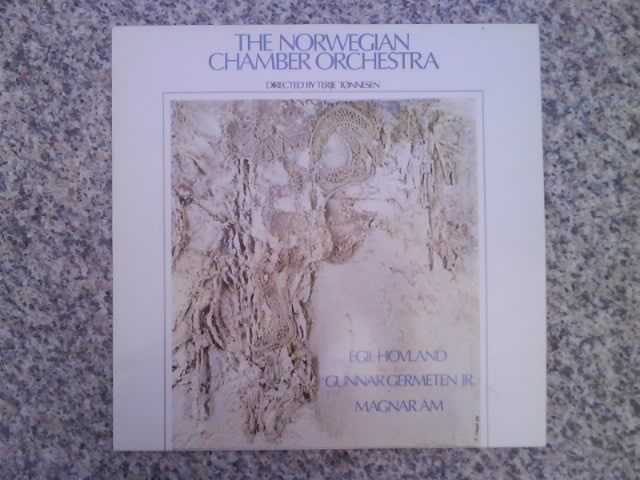 THE NORWEGIAN
CHAMBER ORCHESTRA
DIRECTED BY TERJE TØNNESEN
EGIL HOVLAND
GUNNAR GERMETEN JR.
MAGNAR ÅM